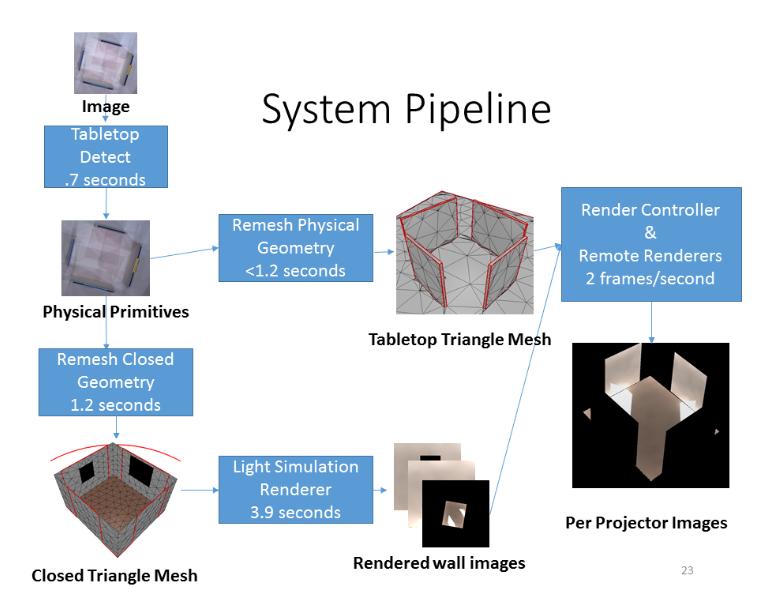 System Pipeline
Image
Tabletop
Detect
.7 seconds
Physical Primitives
Remesh Physical
Geometry
<1.2 seconds
Tabletop Triangle Mesh
Render Controller
&
Remote Renderers
2 frames/second
Remesh Closed
Geometry
1.2 seconds
Closed Triangle Mesh
Light Simulation
Renderer
3.9 seconds
Rendered wall images
Per Projector Images
23